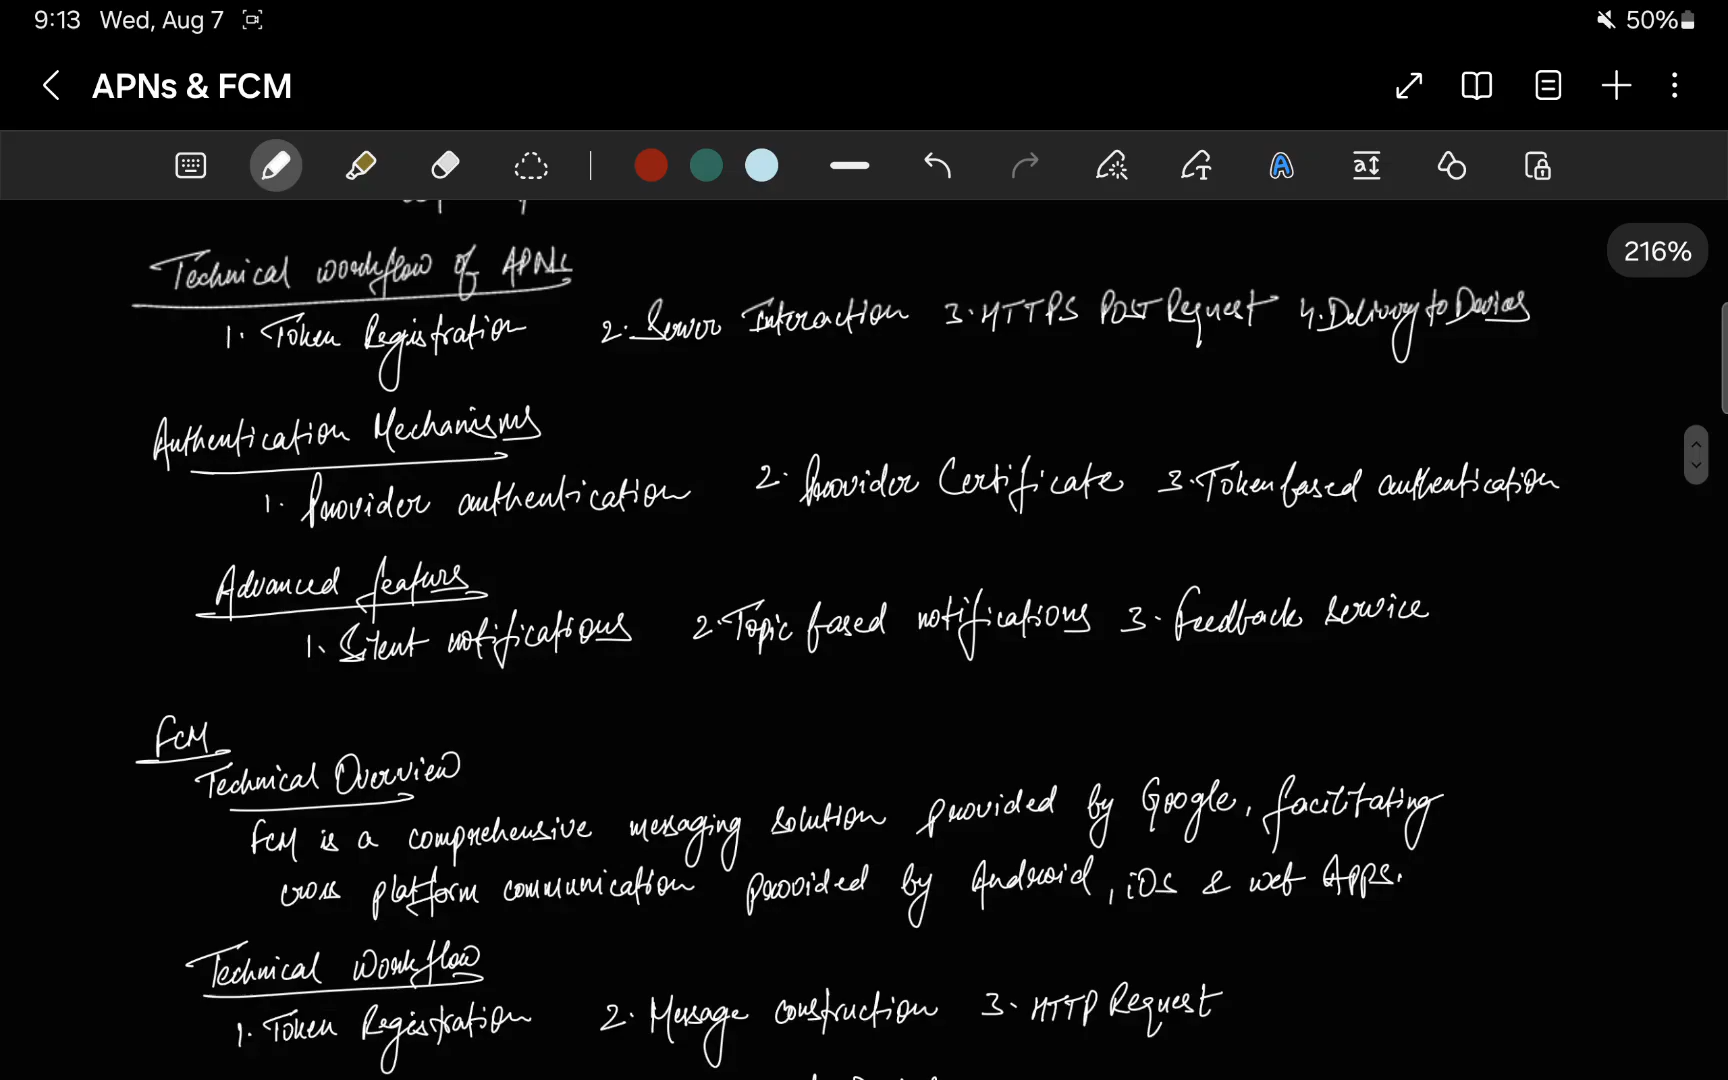 9:13 Wed, Aug 7 50%
APNs & FCM
216%
Technical workflow of APNs
1. Token Registration 2. Server Interaction 3. HTTPS POST Request 4. Delivery to Devices
Authentication Mechanisms
1. Provider authentication 2. Provider Certificate 3. Token based authentication
Advanced featurs
1. Silent notifications 2. Topic based notifications 3. Feedback service
FCM
Technical Overview
FCM is a comprehensive messaging solution provided by Google, facilitating
cross platform communication provided by Android, iOS & web Apps.
Technical Workflow
1. Token Registration 2. Message construction 3. HTTP Request